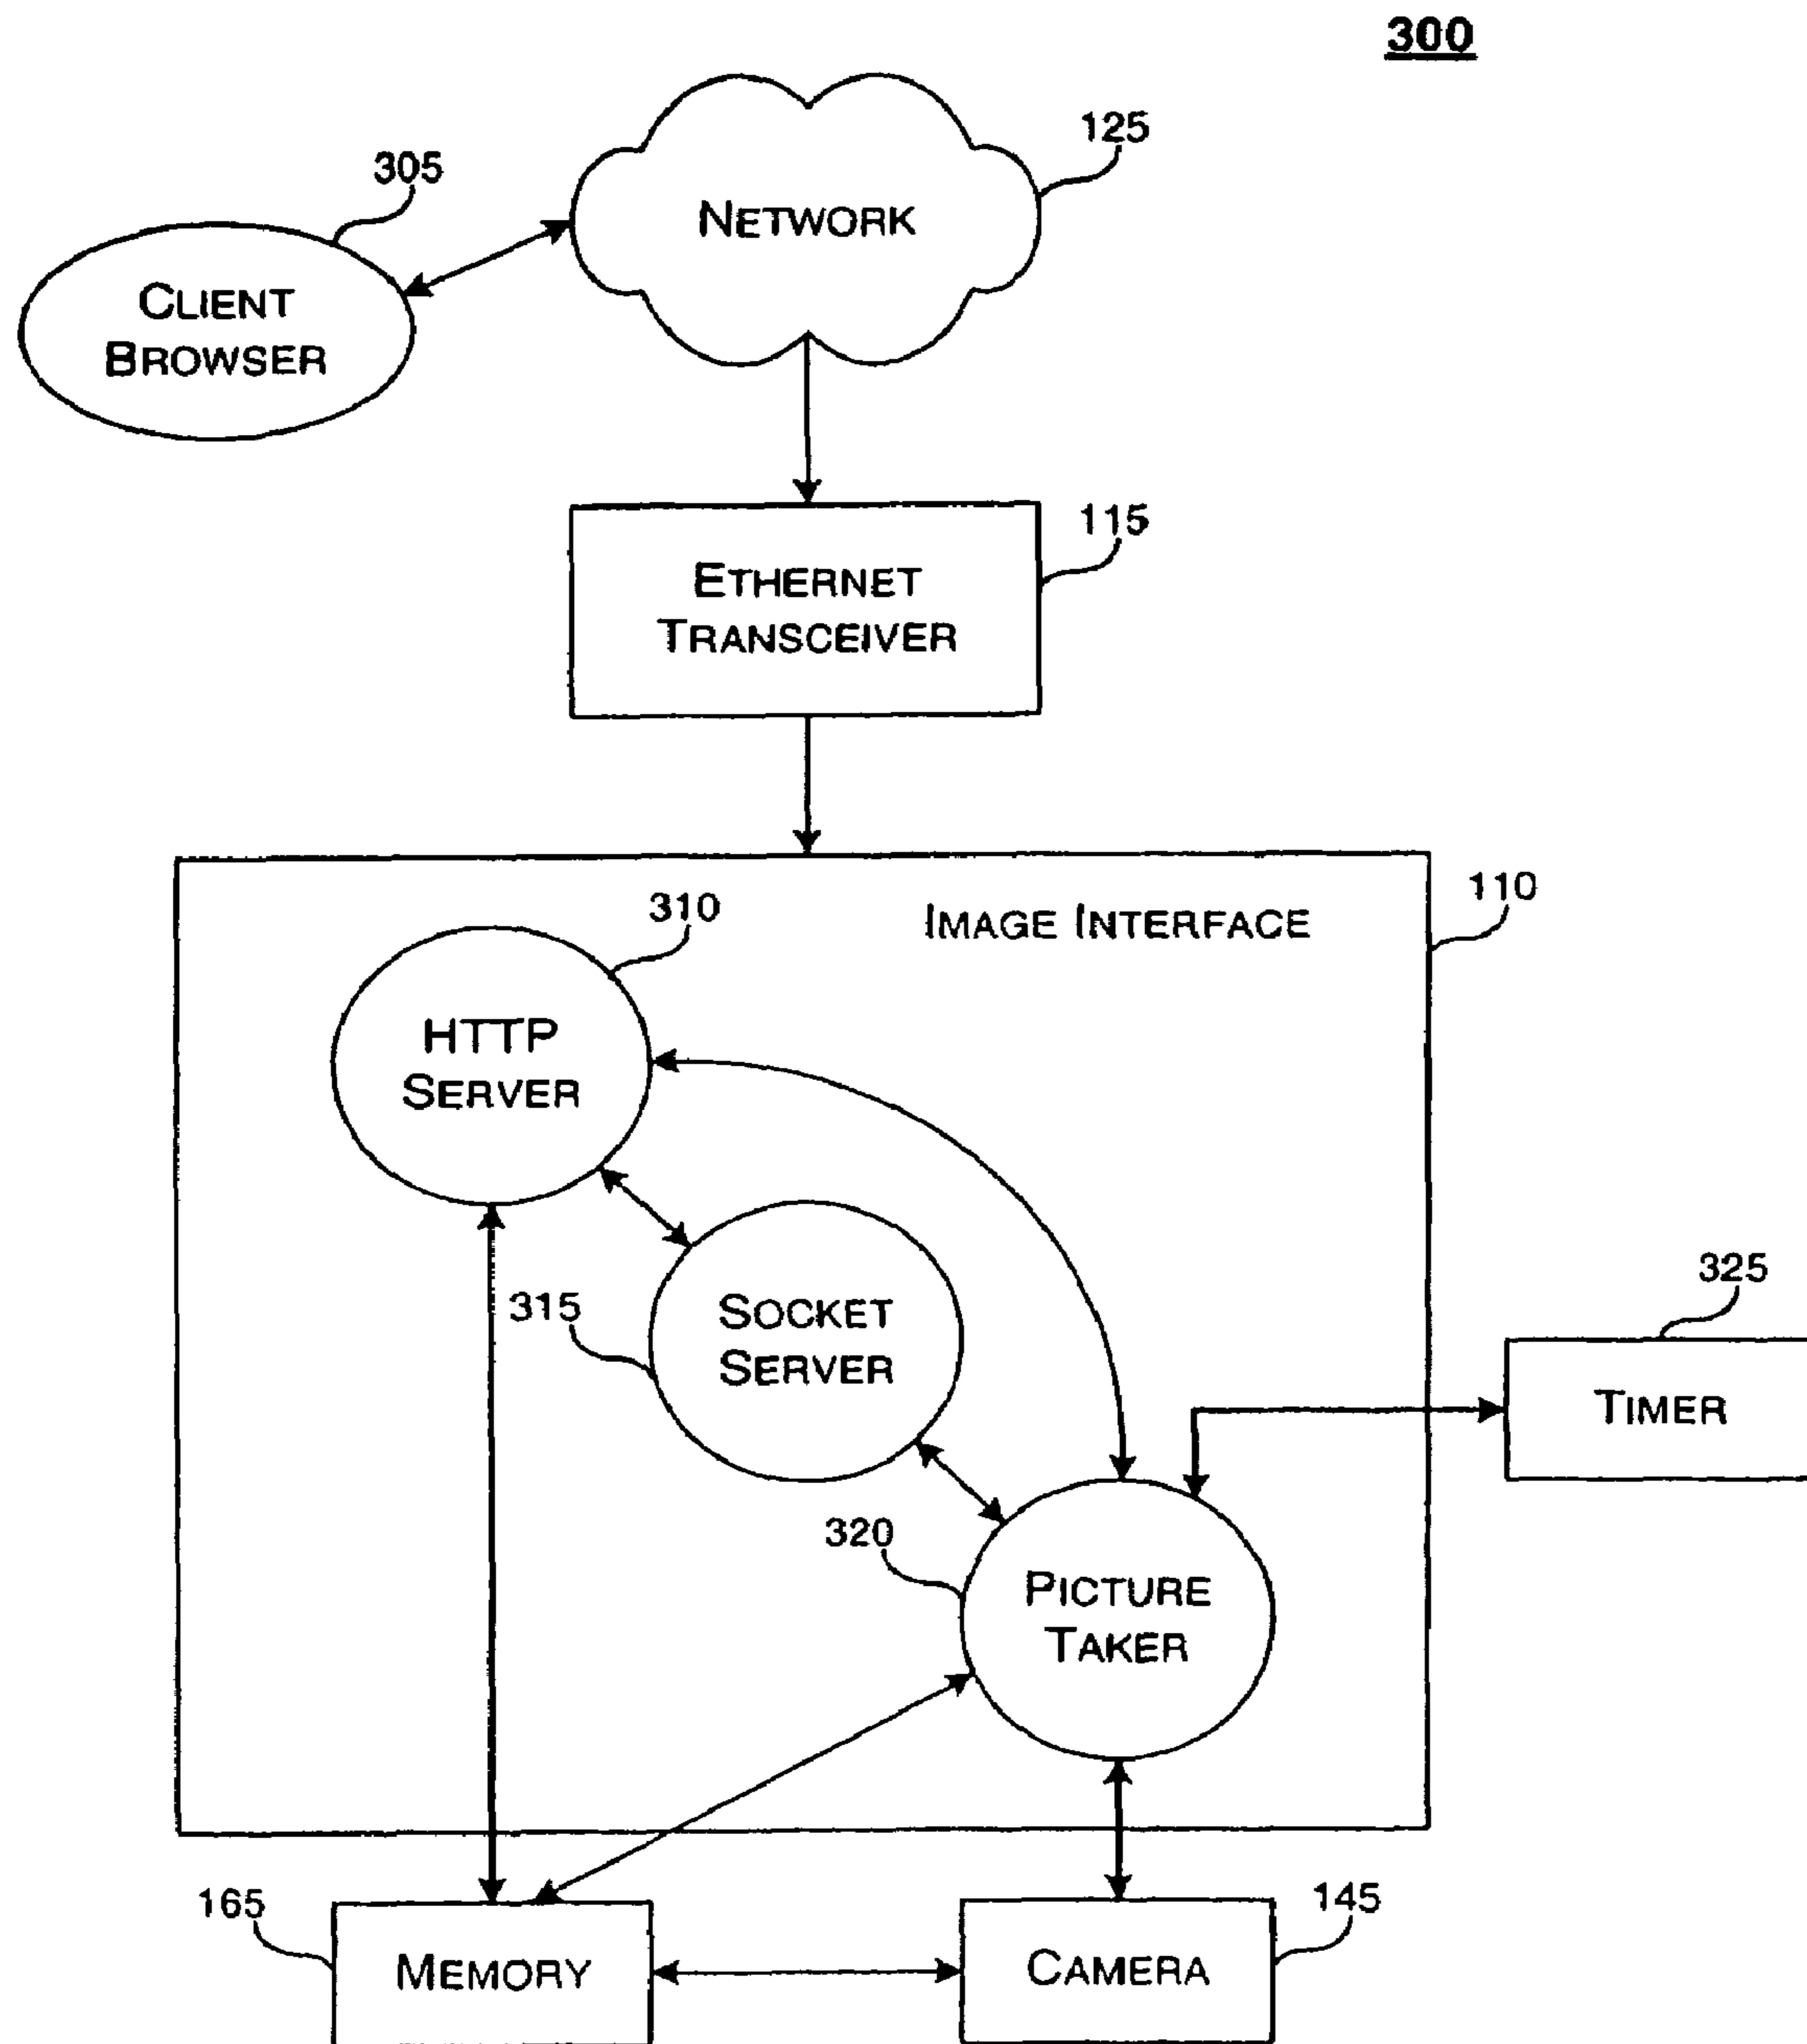 300
125
305
NETWORK
CLIENT
BROWSER
115
ETHERNET
TRANSCEIVER
110
310
IMAGE INTERFACE
HTTP
SERVER
325
315
SOCKET
SERVER
TIMER
320
PICTURE
TAKER
165
145
MEMORY
CAMERA